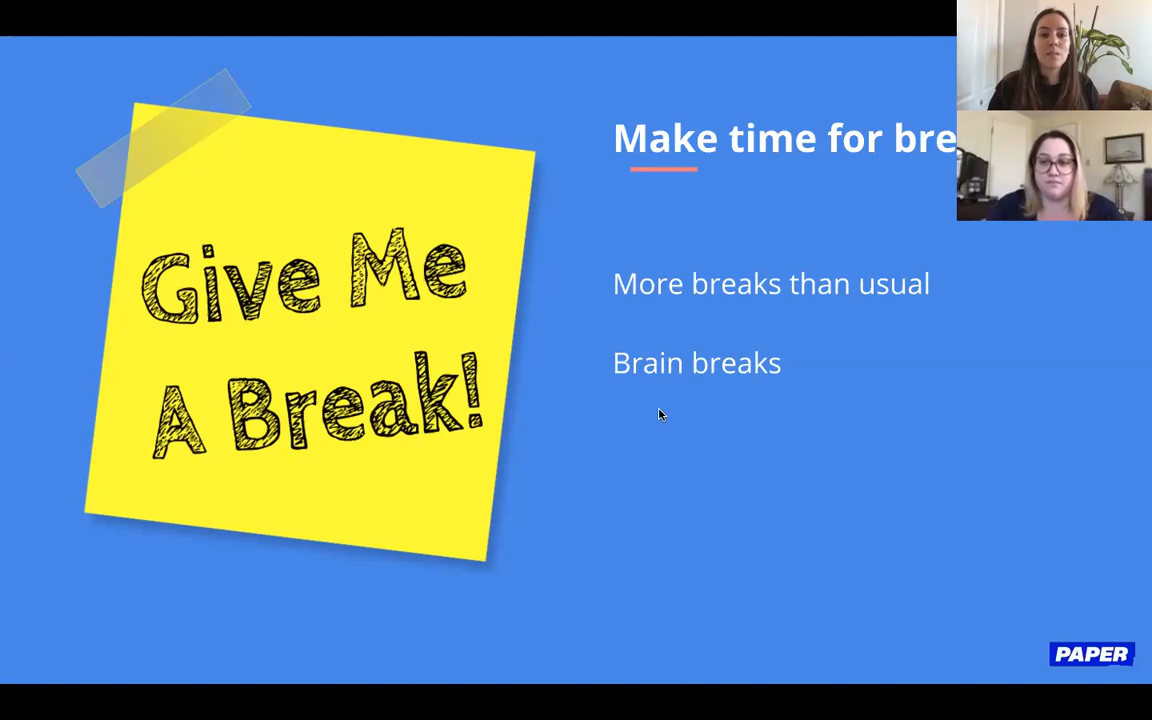 Give Me
A Break!
Make time for bre
More breaks than usual
Brain breaks
PAPER